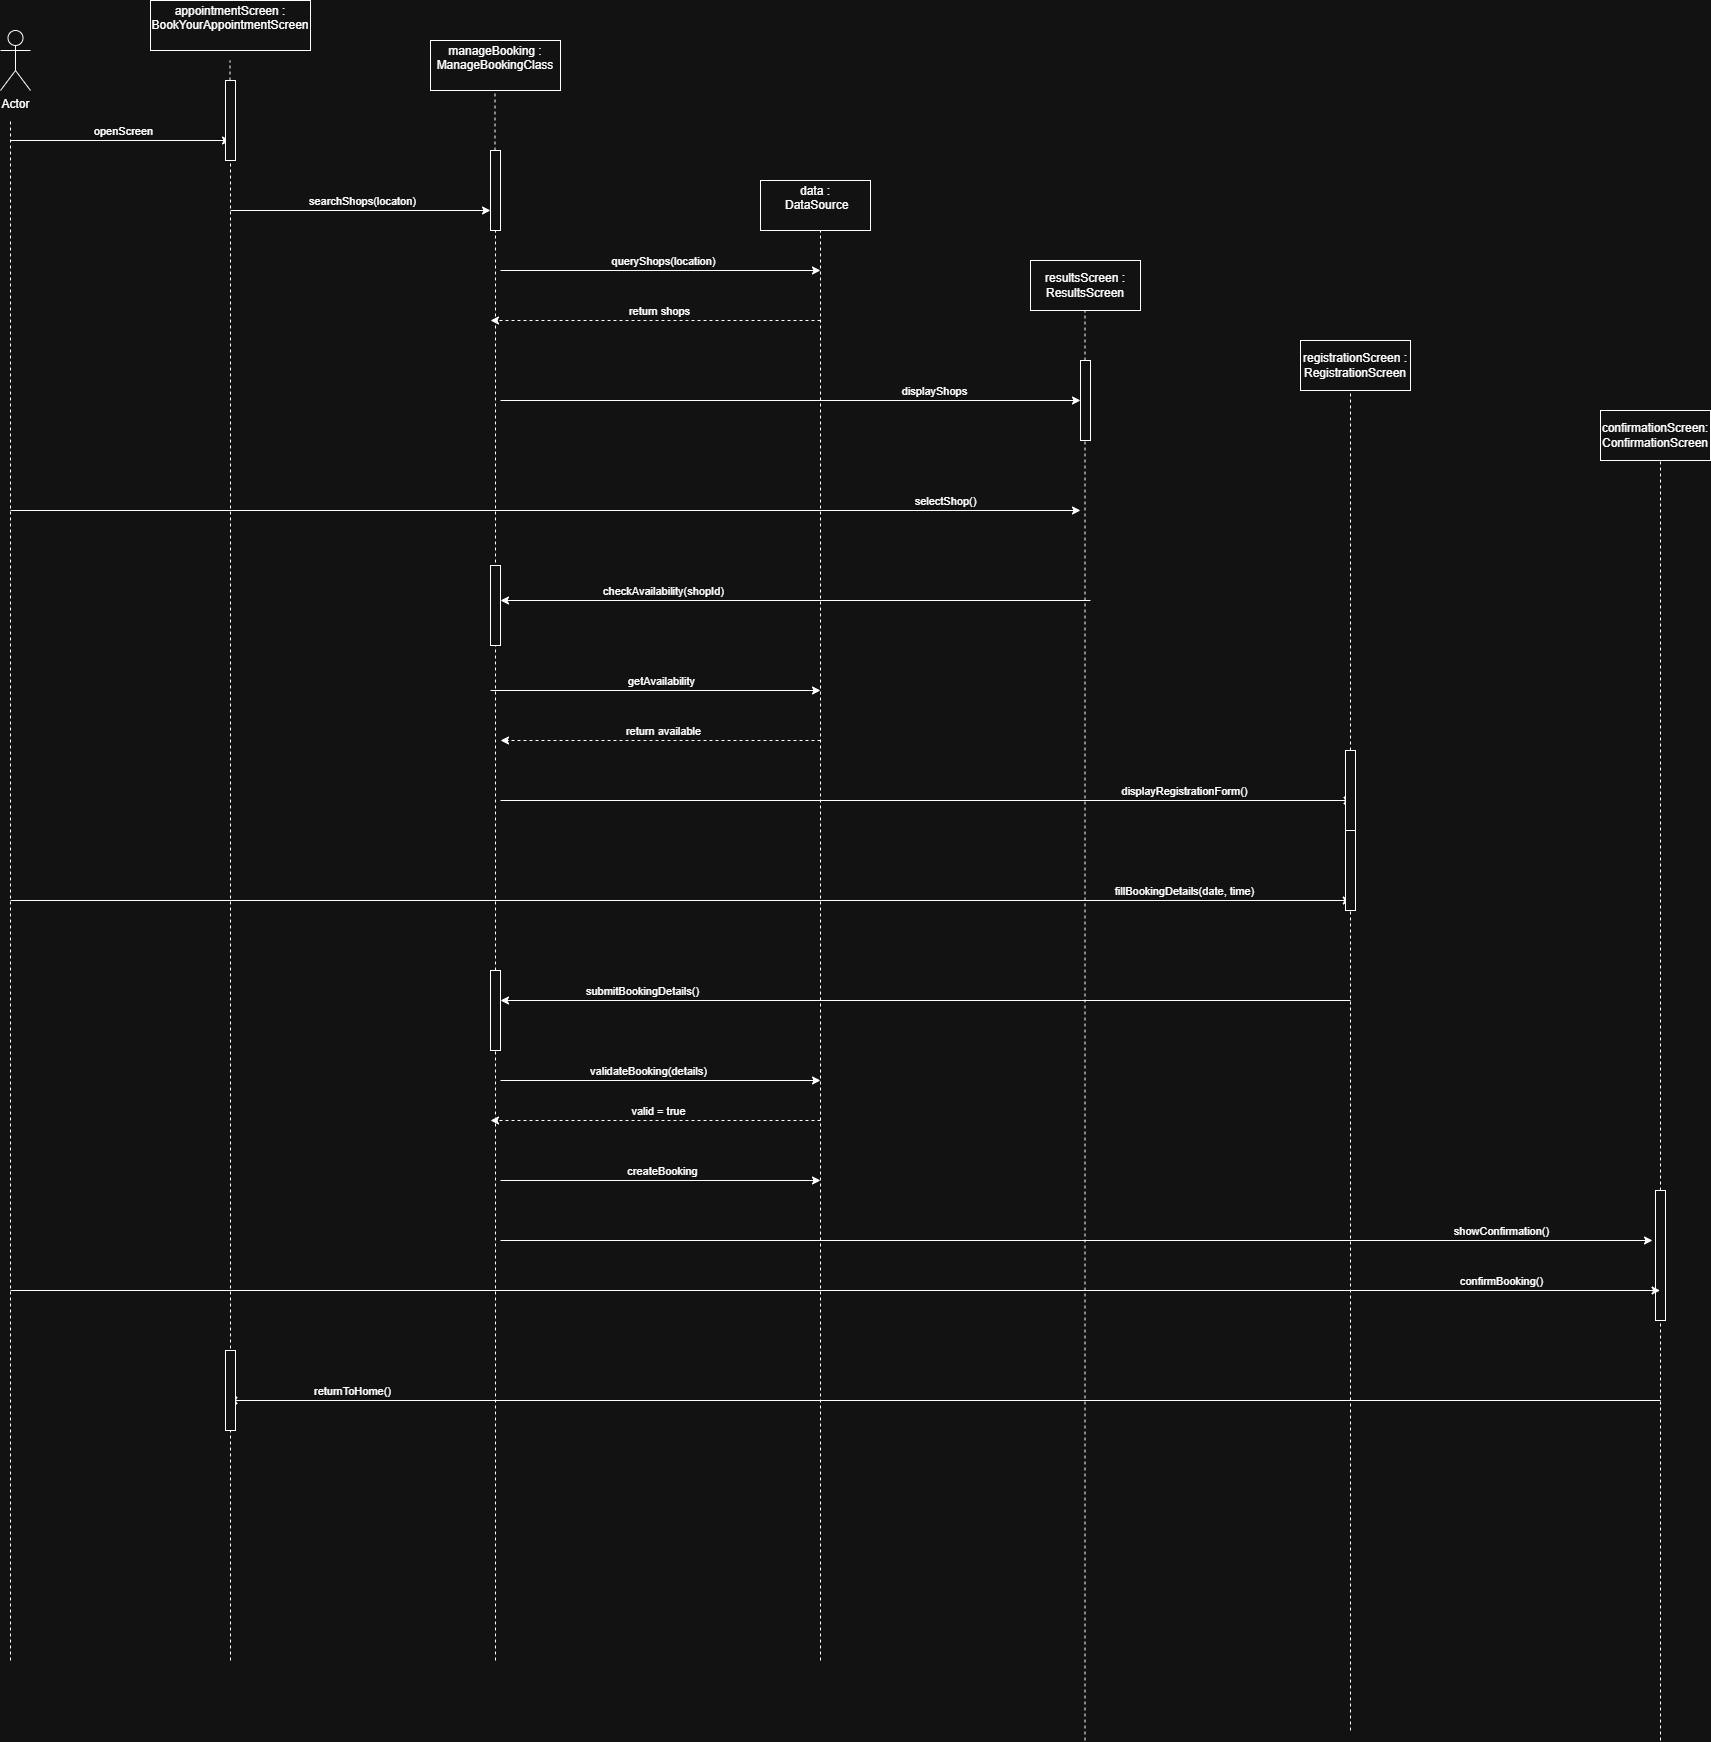 appointmentScreen :
BookYourAppointmentScreen
manageBooking :
ManageBookingClass
Actor
openScreen
data :
DataSource
searchShops(locaton)
queryShops(location)
resultsScreen :
ResultsScreen
return shops
registrationScreen :
RegistrationScreen
displayShops
confirmationScreen:
ConfirmationScreen
selectShop()
checkAvailability(shopId)
getAvailability
return available
displayRegistrationForm()
fillBookingDetails(date, time)
submitBookingDetails()
validateBooking(details)
valid = true
createBooking
showConfirmation()
confirmBooking()
returnToHome()